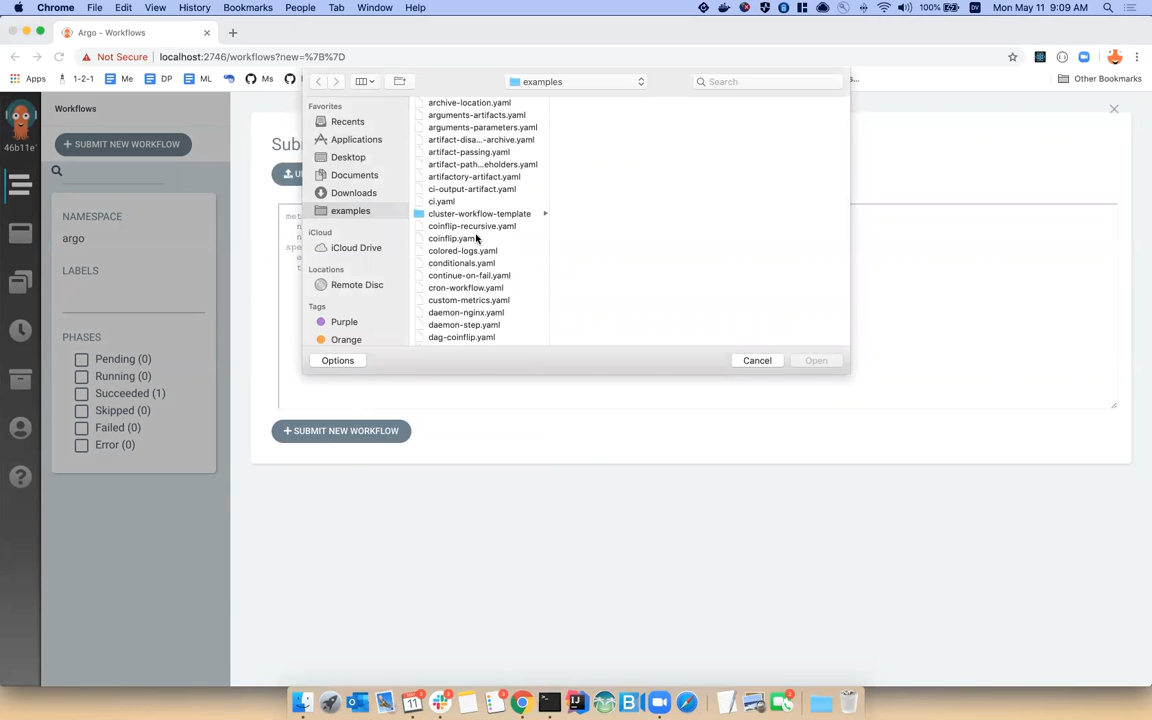 Chrome File Edit View History Bookmarks People Tab Window Help 100% Mon May 11 9:09 AM
Argo - Workflows
Not Secure localhost:2746/workflows?new=%7B%7D
Apps 1-2-1 Me DP ML Ms Other Bookmarks
46b11e
Workflows
SUBMIT NEW WORKFLOW
NAMESPACE
argo
LABELS
PHASES
Pending (0)
Running (0)
Succeeded (1)
Skipped (0)
Failed (0)
Error (0)
examples
Search
Favorites
Recents
Applications
Desktop
Documents
Downloads
examples
iCloud
iCloud Drive
Locations
Remote Disc
Tags
Purple
Orange
archive-location.yaml
arguments-artifacts.yaml
arguments-parameters.yaml
artifact-disa...-archive.yaml
artifact-passing.yaml
artifact-path...eholders.yaml
artifactory-artifact.yaml
ci-output-artifact.yaml
ci.yaml
cluster-workflow-template
coinflip-recursive.yaml
coinflip.yaml
colored-logs.yaml
conditionals.yaml
continue-on-fail.yaml
cron-workflow.yaml
custom-metrics.yaml
daemon-nginx.yaml
daemon-step.yaml
dag-coinflip.yaml
Options
Cancel
Open
SUBMIT NEW WORKFLOW